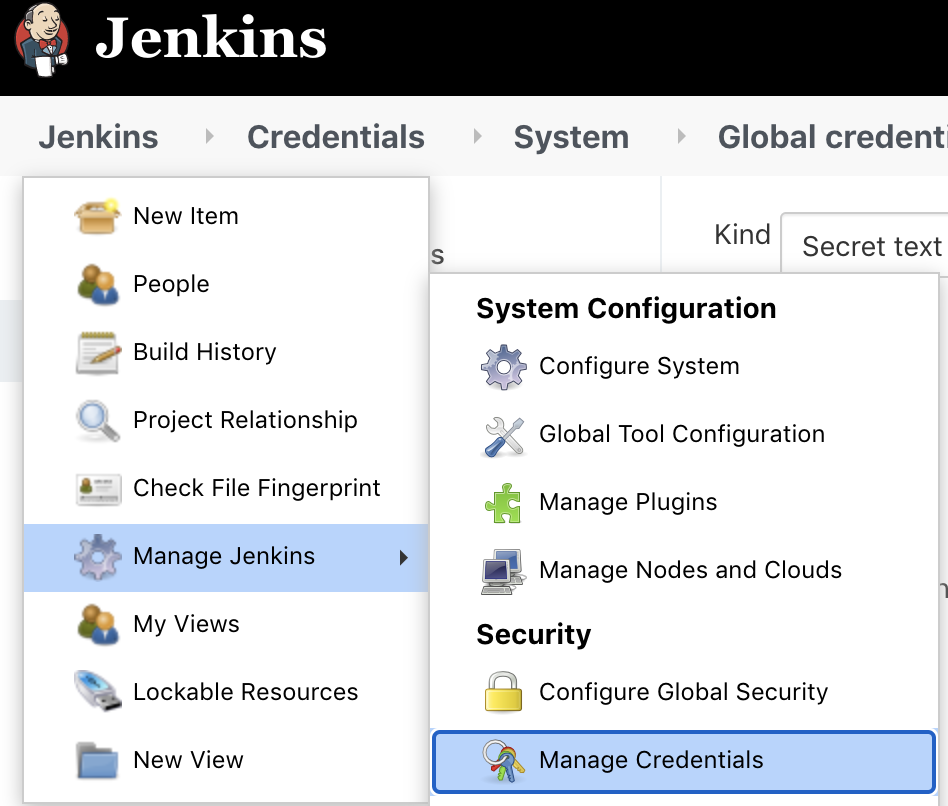 Jenkins
Jenkins Credentials System Global credenti
New Item
People
Build History
Project Relationship
Check File Fingerprint
Manage Jenkins
My Views
Lockable Resources
New View
s
Kind Secret text
System Configuration
Configure System
Global Tool Configuration
Manage Plugins
Manage Nodes and Clouds
Security
Configure Global Security
Manage Credentials